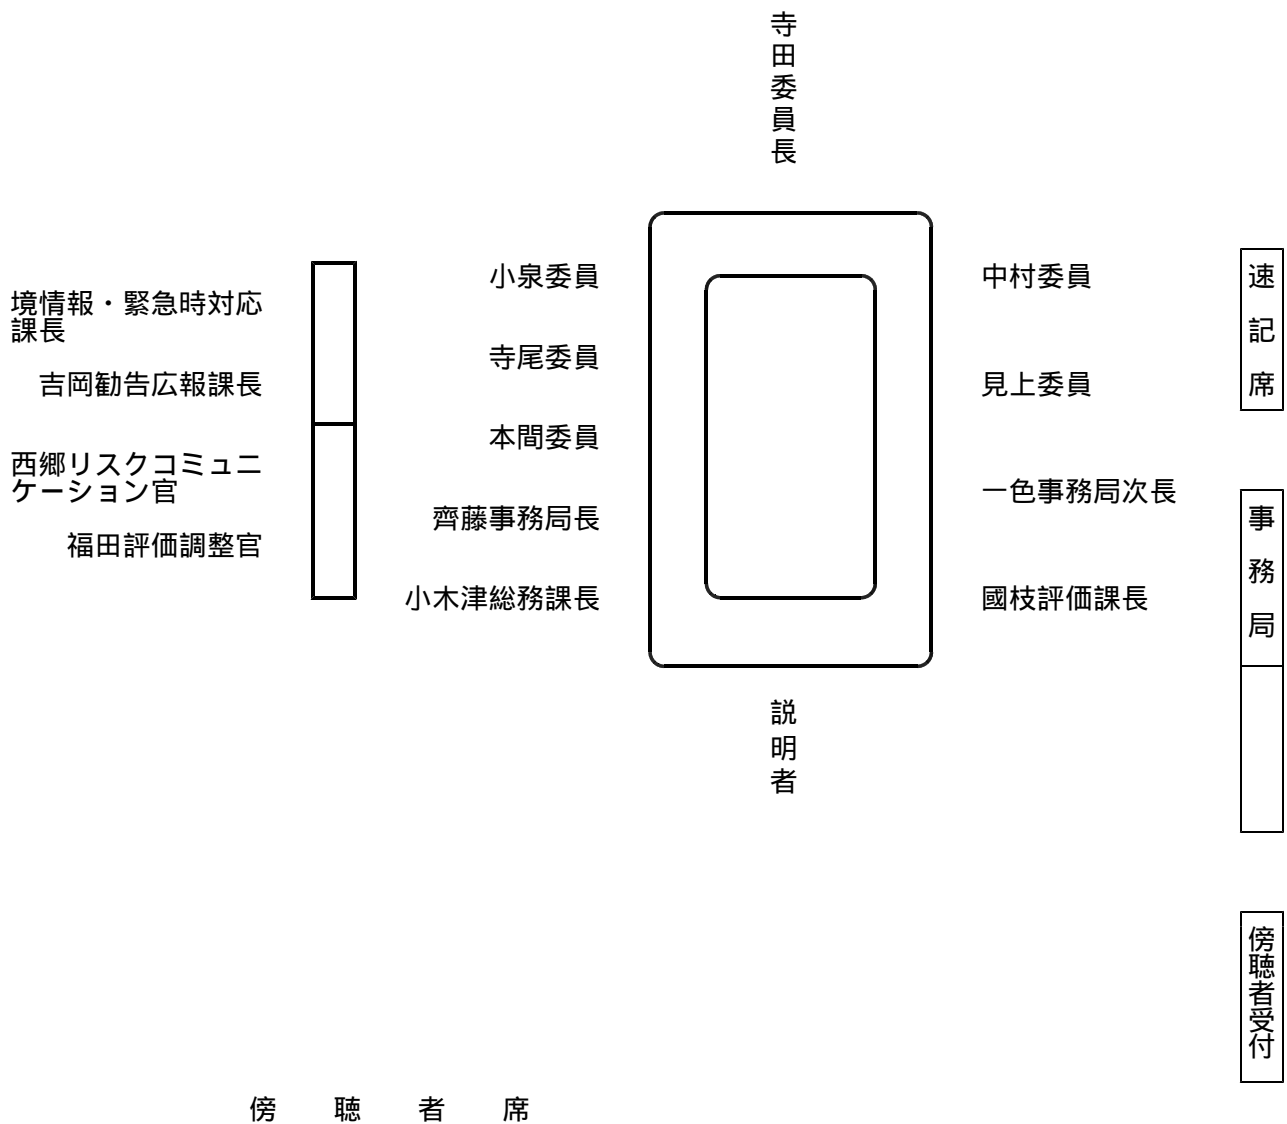 寺田委員長
小泉委員
中村委員
速記席
境情報・緊急時対応
課長
寺尾委員
吉岡勧告広報課長
見上委員
本間委員
西郷リスクコミュニ
ケーション官
一色事務局次長
齊藤事務局長
事務局
福田評価調整官
小木津総務課長
國枝評価課長
説明者
傍聴者受付
傍聴者席